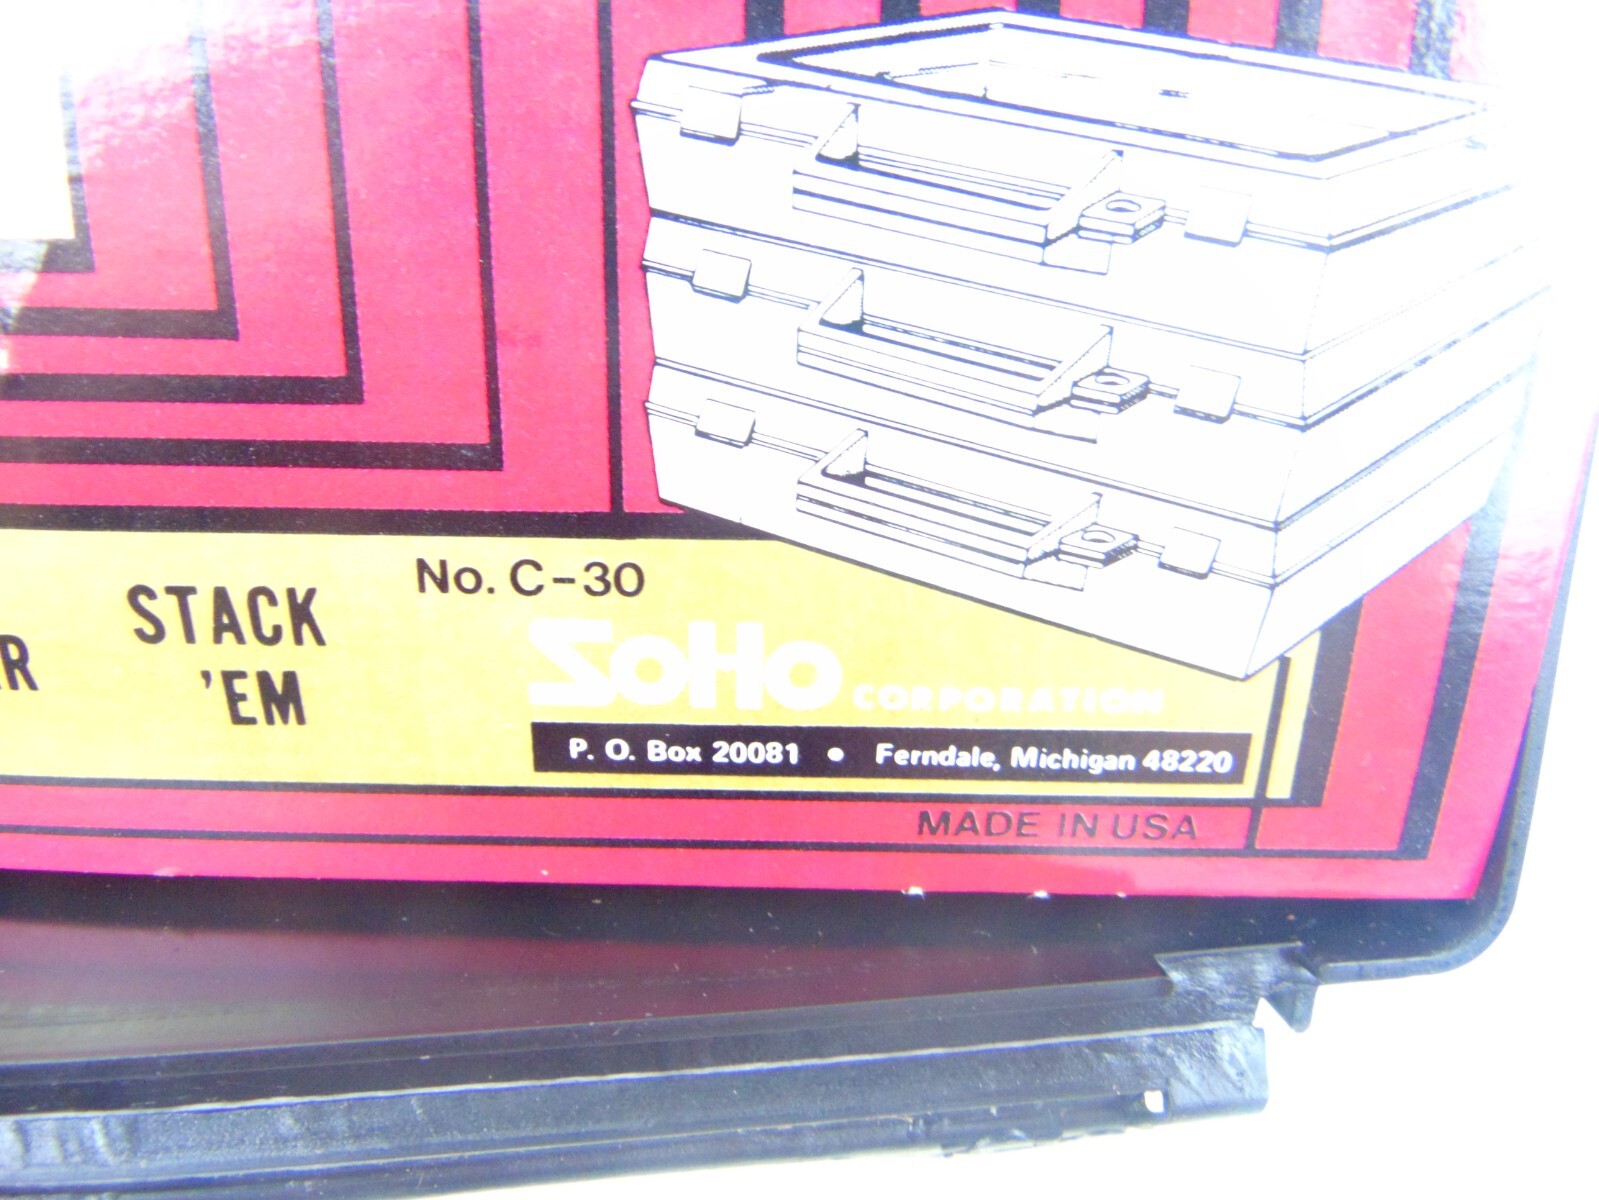 No. C-30
STACK
'EM
SoHo CORPORATION
P. O. Box 20081 • Ferndale, Michigan 48220
MADE IN USA